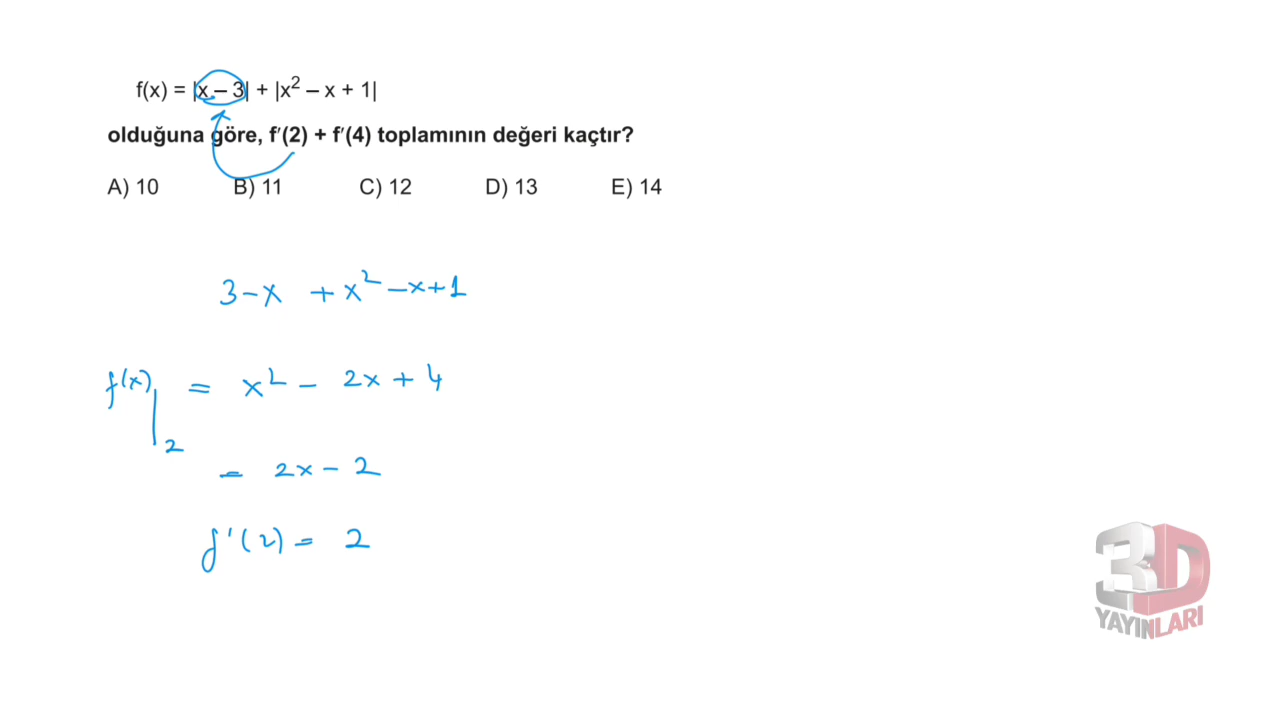 f(x) = |x – 3| + |x² – x + 1|
olduğuna göre, f′(2) + f′(4) toplamının değeri kaçtır?
A) 10 B) 11 C) 12 D) 13 E) 14
3-x +x² -x+1
f(x)|₂ = x² - 2x + 4
= 2x - 2
f'(2) = 2
3D
YAYINLARI